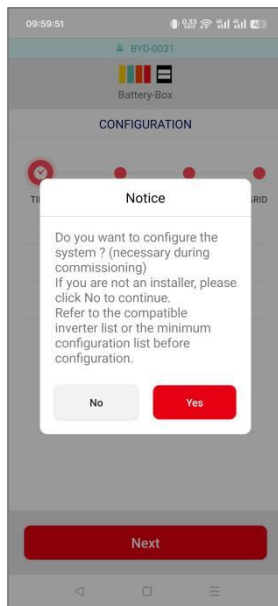 09:59:51
BYD-0031
Battery-Box
CONFIGURATION
Notice
GRID
Do you want to configure the
system ? (necessary during
commissioning)
If you are not an installer, please
click No to continue.
Refer to the compatible
inverter list or the minimum
configuration list before
configuration.
No
Yes
Next